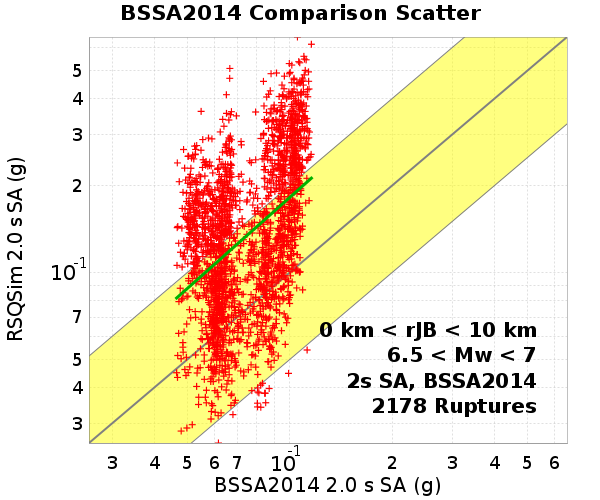 BSSA2014 Comparison Scatter
RSQSim 2.0 s SA (g)
5
4
3
2
10-1
7
5
4
3
0 km < rJB < 10 km
6.5 < Mw < 7
2s SA, BSSA2014
2178 Ruptures
3 4 5 6 7 10-1 2 3 4 5 6
BSSA2014 2.0 s SA (g)